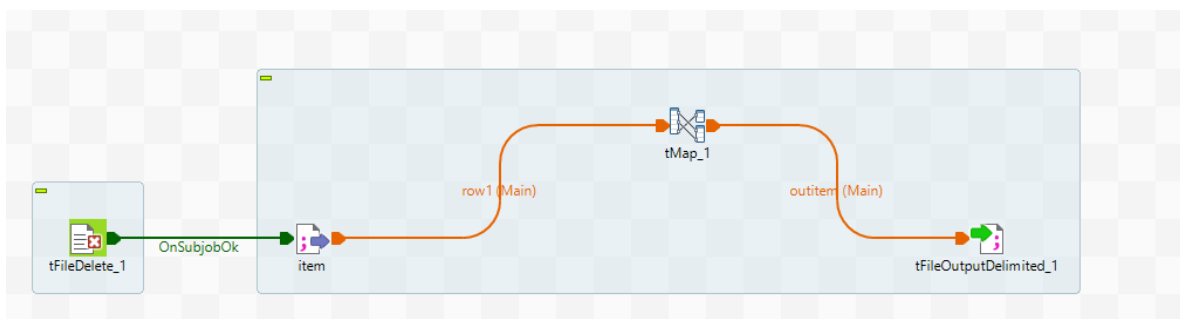 tMap_1
row1 (Main)
outitem (Main)
OnSubjobOk
tFileDelete_1
item
tFileOutputDelimited_1